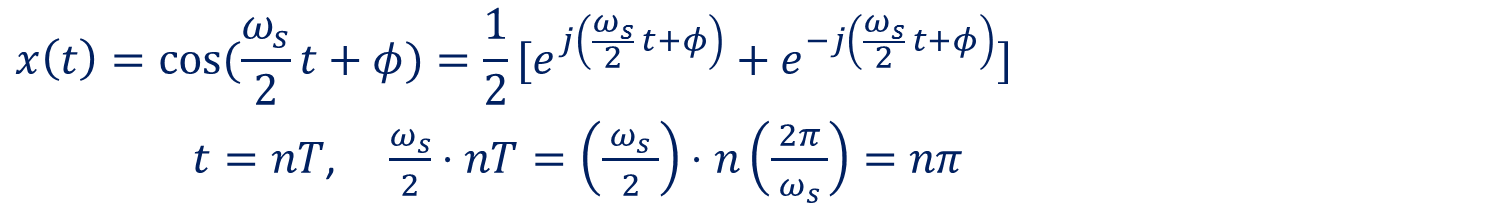 x(t) = cos(ω_s/2 t + ϕ) = 1/2 [e^{j(ω_s/2 t+ϕ)} + e^{−j(ω_s/2 t+ϕ)}]
t = nT, ω_s/2 · nT = (ω_s/2) · n (2π/ω_s) = nπ